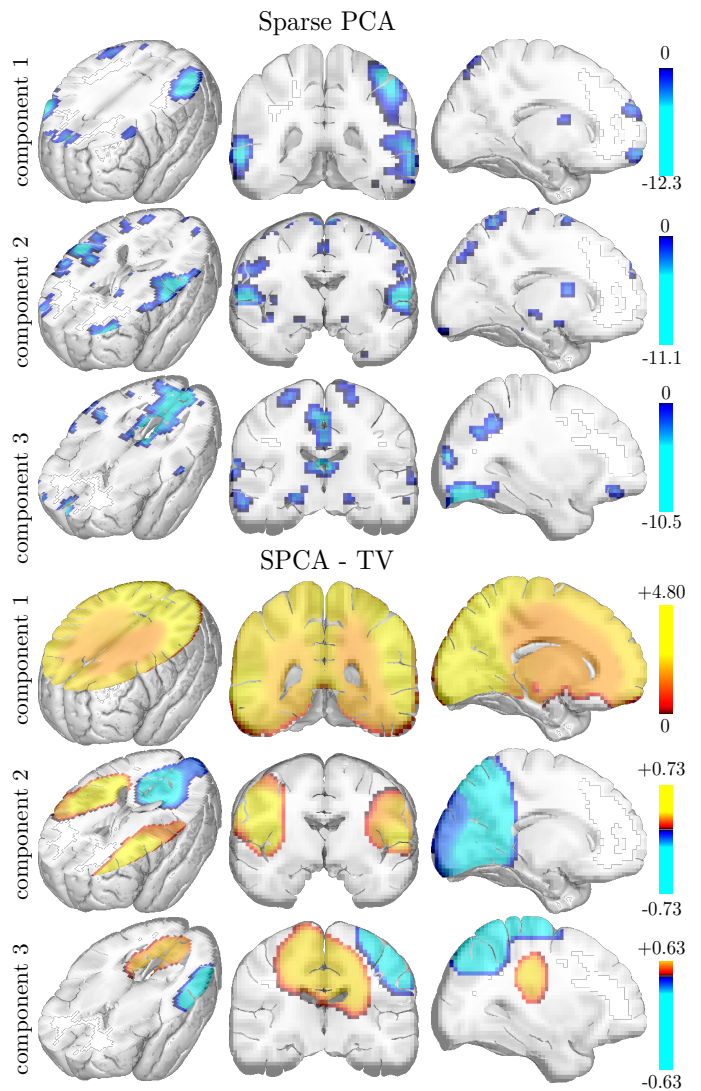 Sparse PCA
component 1
0
-12.3
component 2
0
-11.1
component 3
0
-10.5
SPCA - TV
component 1
+4.80
0
component 2
+0.73
-0.73
component 3
+0.63
-0.63